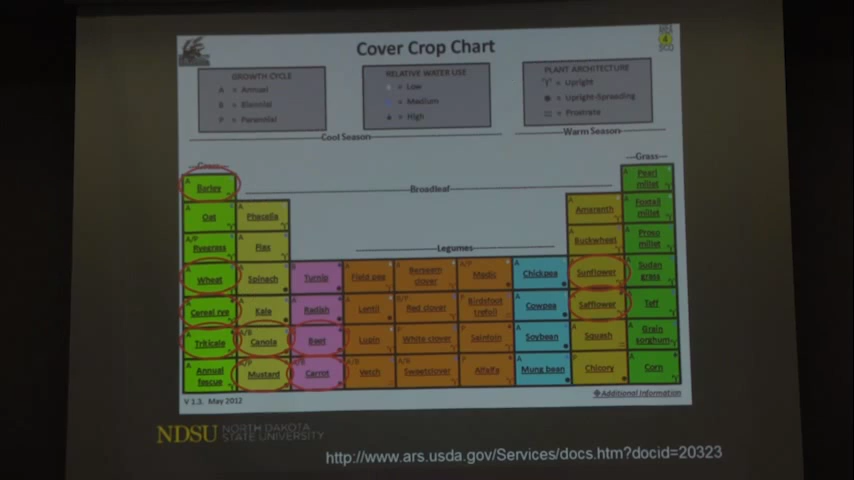 Cover Crop Chart
GROWTH CYCLE
A = Annual
B = Biennial
P = Perennial
RELATIVE WATER USE
= Low
= Medium
= High
PLANT ARCHITECTURE
= Upright
= Upright-Spreading
= Prostrate
Cool Season
Warm Season
Grass
Grass
Broadleaf
Legumes
A Barley
Pearl millet
A Oat
A Phacelia
A Amaranth
Foxtail millet
A/P Ryegrass
A Flax
A Buckwheat
Proso millet
A Wheat
A Spinach
Turnip
A Field pea
Berseem clover
A/P Medic
A Chickpea
A Sunflower
A Sudan grass
A Cereal rye
A Kale
A Radish
A Lentil
B/P Red clover
P Birdsfoot trefoil
A Cowpea
A Safflower
A Teff
A Triticale
A/B Canola
B Beet
A Lupin
P White clover
P Sainfoin
A Soybean
A Squash
A Grain sorghum
A Annual fescue
Mustard
Carrot
A/B Vetch
A/B Sweetclover
P Alfalfa
A Mung bean
P Chicory
A Corn
V 1.3. May 2012
Additional Information
NDSU NORTH DAKOTA
STATE UNIVERSITY
http://www.ars.usda.gov/Services/docs.htm?docid=20323